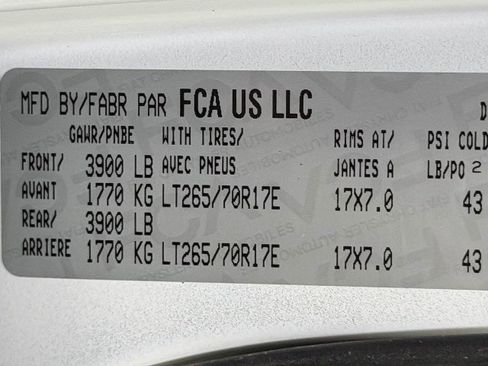 MFD BY/FABR PAR FCA US LLC D
GAWR/PNBE WITH TIRES/ RIMS AT/ PSI COLD
FRONT/ 3900 LB AVEC PNEUS JANTES A LB/PO 2
AVANT 1770 KG LT265/70R17E 17X7.0 43
REAR/ 3900 LB
ARRIERE 1770 KG LT265/70R17E 17X7.0 43